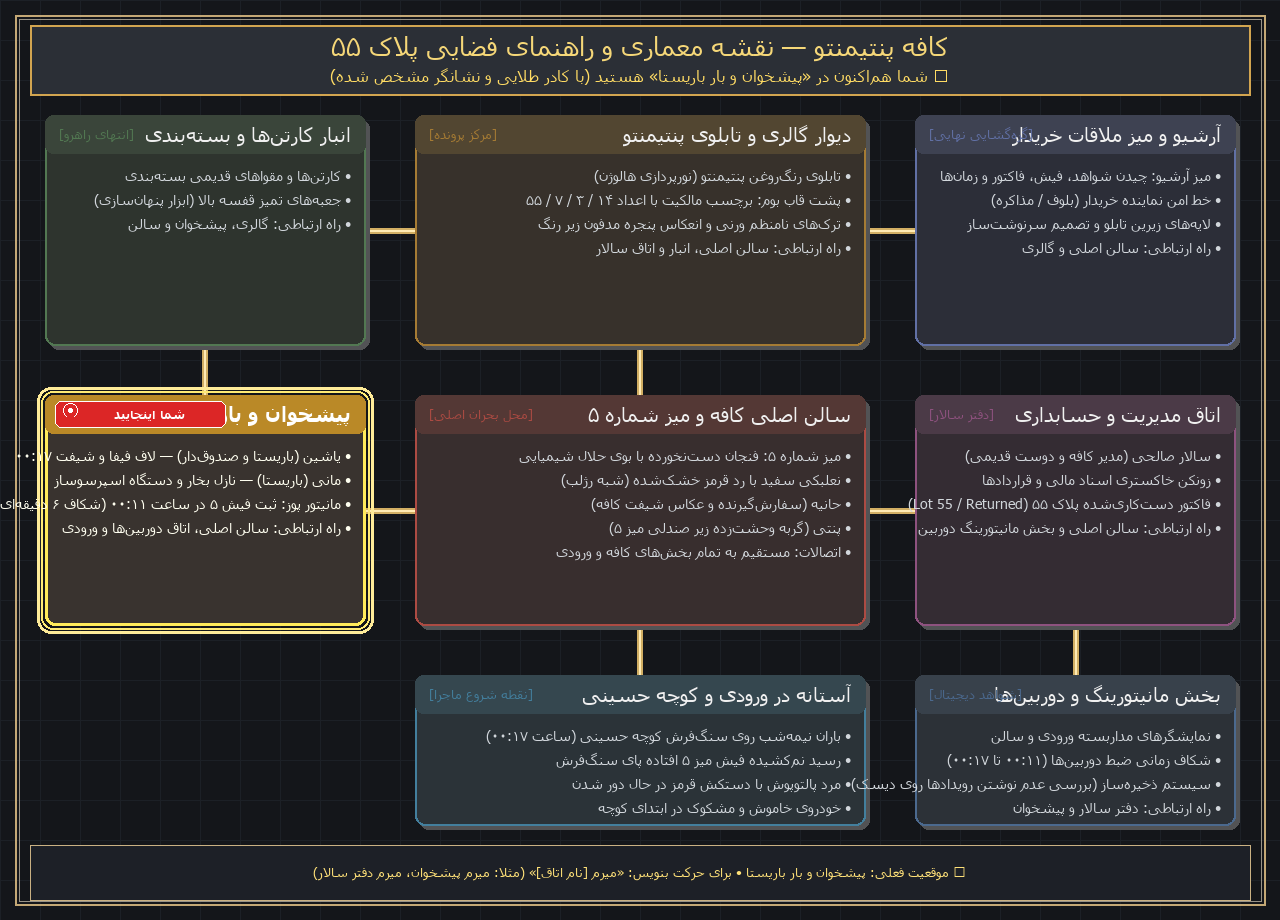 کافه پنتیمنتو — نقشه معماری و راهنمای فضایی پلاک ۵۵
شما هم‌اکنون در «پیشخوان و بار باریستا» هستید (با کادر طلایی و نشانگر مشخص شده)
آرشیو و میز ملاقات خریدار
• میز آرشیو: چیدن شواهد، فیش، فاکتور و زمان‌ها
• خط امن نماینده خریدار (بلوف / مذاکره)
• لایه‌های زیرین تابلو و تصمیم سرنوشت‌ساز
• راه ارتباطی: سالن اصلی و گالری
دیوار گالری و تابلوی پنتیمنتو [مرکز پرونده]
• تابلوی رنگ‌روغن پنتیمنتو (نورپردازی هالوژن)
• پشت قاب بوم: برچسب مالکیت با اعداد ۱۴ / ۳ / ۷ / ۵۵
• ترک‌های نامنظم ورنی و انعکاس پنجره مدفون زیر رنگ
• راه ارتباطی: سالن اصلی، انبار و اتاق سالار
انبار کارتن‌ها و بسته‌بندی [انتهای راهرو]
• کارتن‌ها و مقواهای قدیمی بسته‌بندی
• جعبه‌های تمیز قفسه بالا (ابزار پنهان‌سازی)
• راه ارتباطی: گالری، پیشخوان و سالن
اتاق مدیریت و حسابداری [دفتر سالار]
• سالار صالحی (مدیر کافه و دوست قدیمی)
• زونکن خاکستری اسناد مالی و قراردادها
• فاکتور دست‌کاری‌شده پلاک ۵۵ (Lot 55 / Returned)
• راه ارتباطی: سالن اصلی و بخش مانیتورینگ دوربین
سالن اصلی کافه و میز شماره ۵ [محل بحران اصلی]
• میز شماره ۵: فنجان دست‌نخورده با بوی حلال شیمیایی
• نعلبکی سفید با رد قرمز خشک‌شده (شبه رژلب)
• حانیه (سفارش‌گیرنده و عکاس شیفت کافه)
• پنتی (گربه وحشت‌زده زیر صندلی میز ۵)
• اتصالات: مستقیم به تمام بخش‌های کافه و ورودی
پیشخوان و بار
شما اینجایید
• یاشین (باریستا و صندوق‌دار) — لاف فیفا و شیفت ۰۰:۱۷
• مانی (باریستا) — نازل بخار و دستگاه اسپرسوساز
• مانیتور پوز: ثبت فیش ۵ در ساعت ۰۰:۱۱ (شکاف ۶ دقیقه‌ای
• راه ارتباطی: سالن اصلی، اتاق دوربین‌ها و ورودی
بخش مانیتورینگ و دوربین‌ها
• نمایشگرهای مداربسته ورودی و سالن
• شکاف زمانی ضبط دوربین‌ها (۰۰:۱۱ تا ۰۰:۱۷)
• سیستم ذخیره‌ساز (بررسی عدم نوشتن رویدادها روی دیسک)
• راه ارتباطی: دفتر سالار و پیشخوان
آستانه در ورودی و کوچه حسینی [نقطه شروع ماجرا]
• باران نیمه‌شب روی سنگ‌فرش کوچه حسینی (ساعت ۰۰:۱۷)
• رسید نم‌کشیده فیش میز ۵ افتاده پای سنگ‌فرش
• مرد پالتوپوش با دستکش قرمز در حال دور شدن
• خودروی خاموش و مشکوک در ابتدای کوچه
موقعیت فعلی: پیشخوان و بار باریستا • برای حرکت بنویس: «میرم [نام اتاق]» (مثلا: میرم پیشخوان، میرم دفتر سالار)